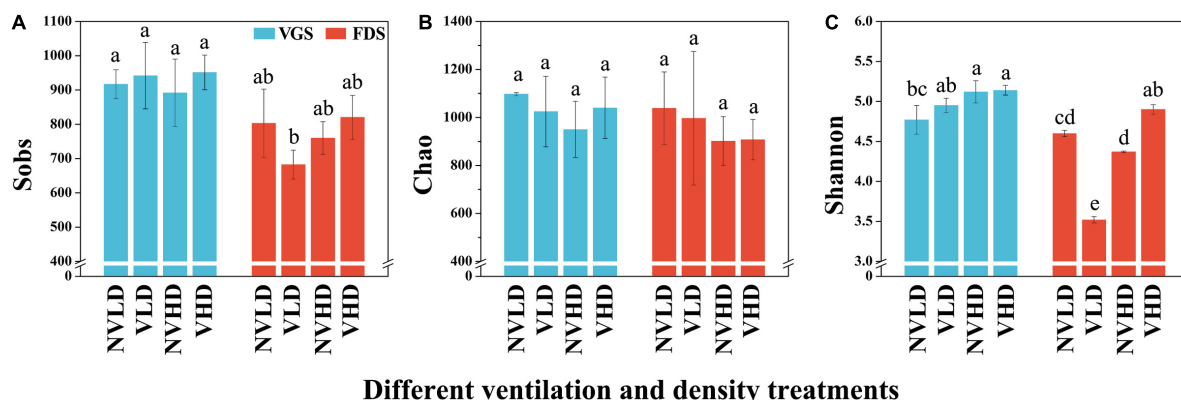 A
Sobs
1100
1000
900
800
700
600
500
400
0
VGS FDS
a a a a ab b ab ab
NVLD VLD NVHD VHD NVLD VLD NVHD VHD
B
Chao
1400
1200
1000
800
600
400
0
a a a a a a a a
NVLD VLD NVHD VHD NVLD VLD NVHD VHD
C
Shannon
6.0
5.5
5.0
4.5
4.0
3.5
3.0
0
bc ab a a cd e d ab
NVLD VLD NVHD VHD NVLD VLD NVHD VHD
Different ventilation and density treatments